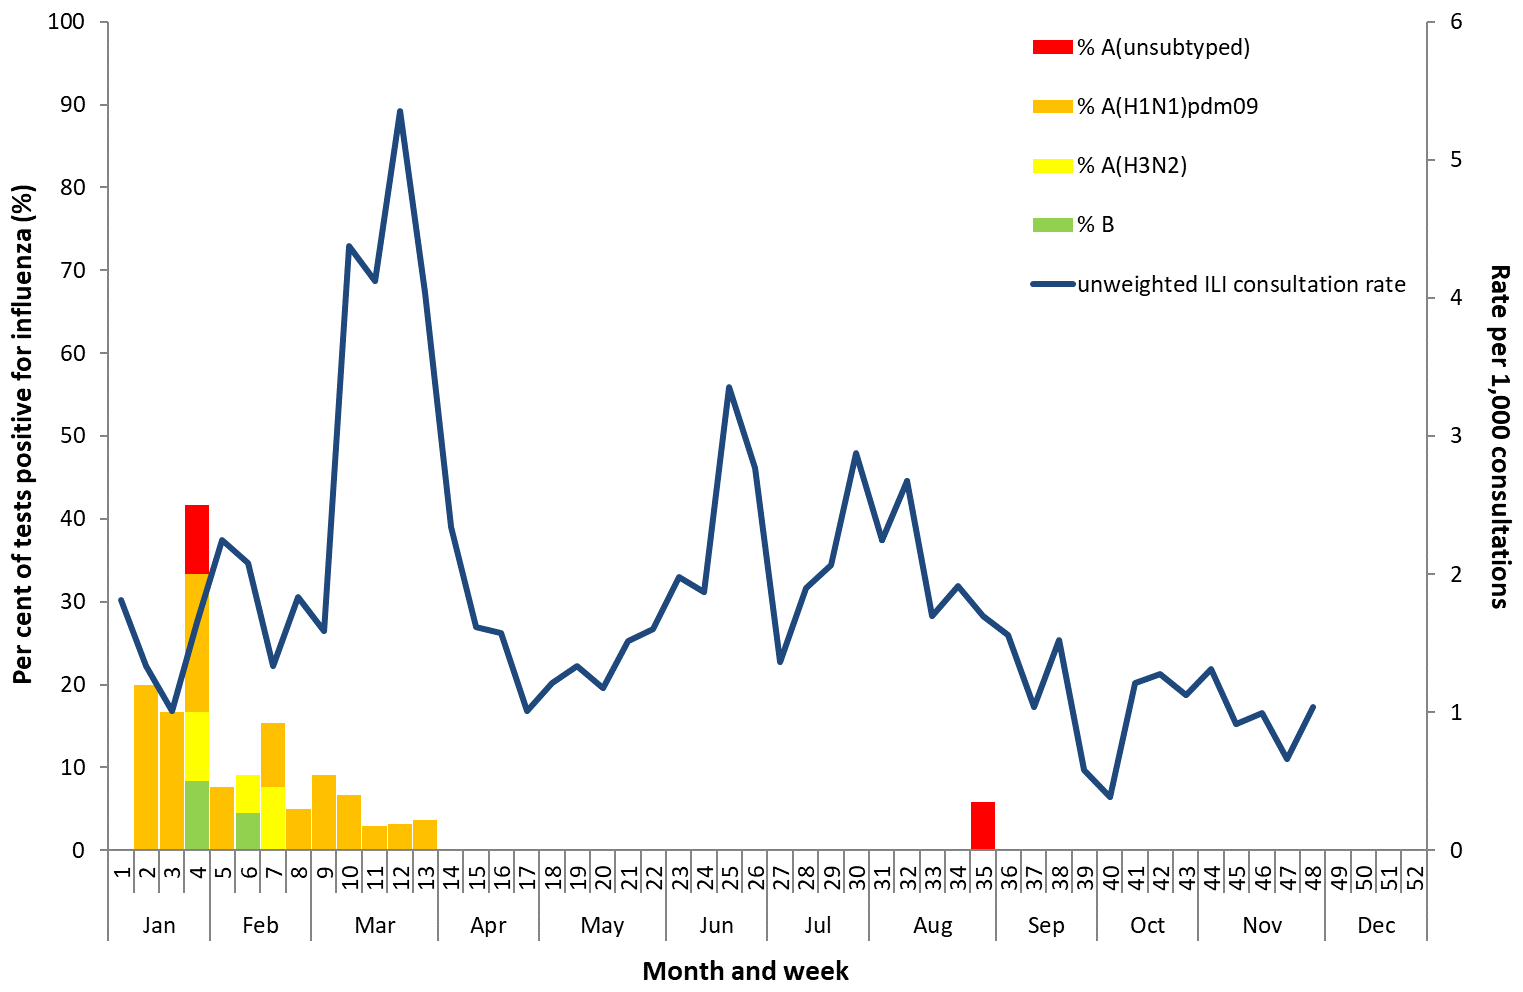 100
90
80
70
60
50
40
30
20
10
0
Per cent of tests positive for influenza (%)
% A(unsubtyped)
% A(H1N1)pdm09
% A(H3N2)
% B
unweighted ILI consultation rate
6
5
4
3
2
1
0
Rate per 1,000 consultations
1 2 3 4 5 6 7 8 9 10 11 12 13 14 15 16 17 18 19 20 21 22 23 24 25 26 27 28 29 30 31 32 33 34 35 36 37 38 39 40 41 42 43 44 45 46 47 48 49 50 51 52
Jan Feb Mar Apr May Jun Jul Aug Sep Oct Nov Dec
Month and week